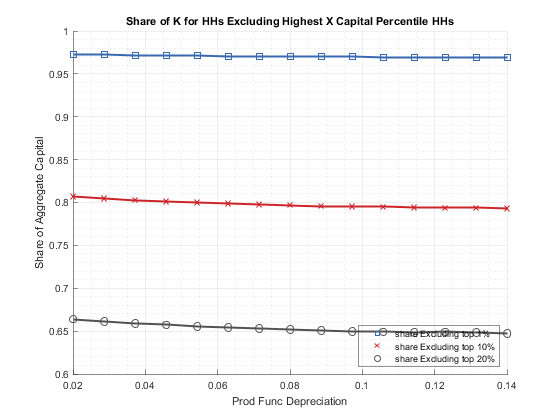 Share of K for HHs Excluding Highest X Capital Percentile HHs
1
0.95
0.9
0.85
0.8
0.75
0.7
0.65
0.6
Share of Aggregate Capital
share Excluding top 1%
share Excluding top 10%
share Excluding top 20%
0.02 0.04 0.06 0.08 0.1 0.12 0.14
Prod Func Depreciation